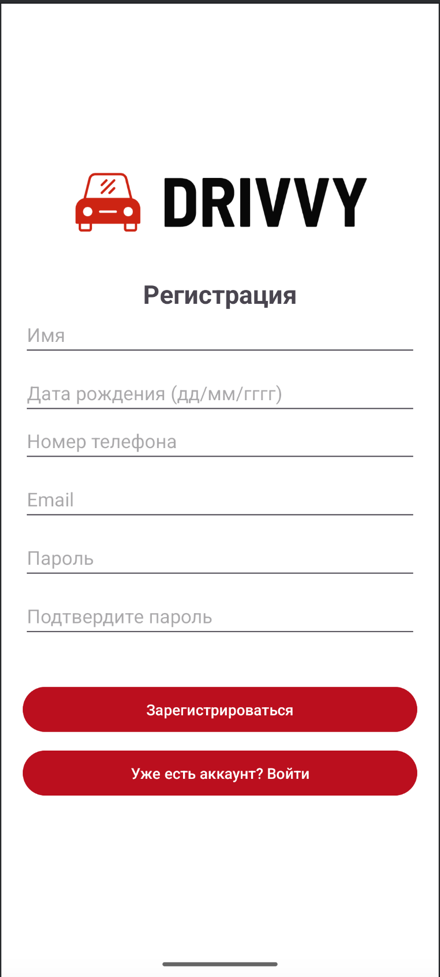 DRIVVY
Регистрация
Имя
Дата рождения (дд/мм/гггг)
Номер телефона
Email
Пароль
Подтвердите пароль
Зарегистрироваться
Уже есть аккаунт? Войти